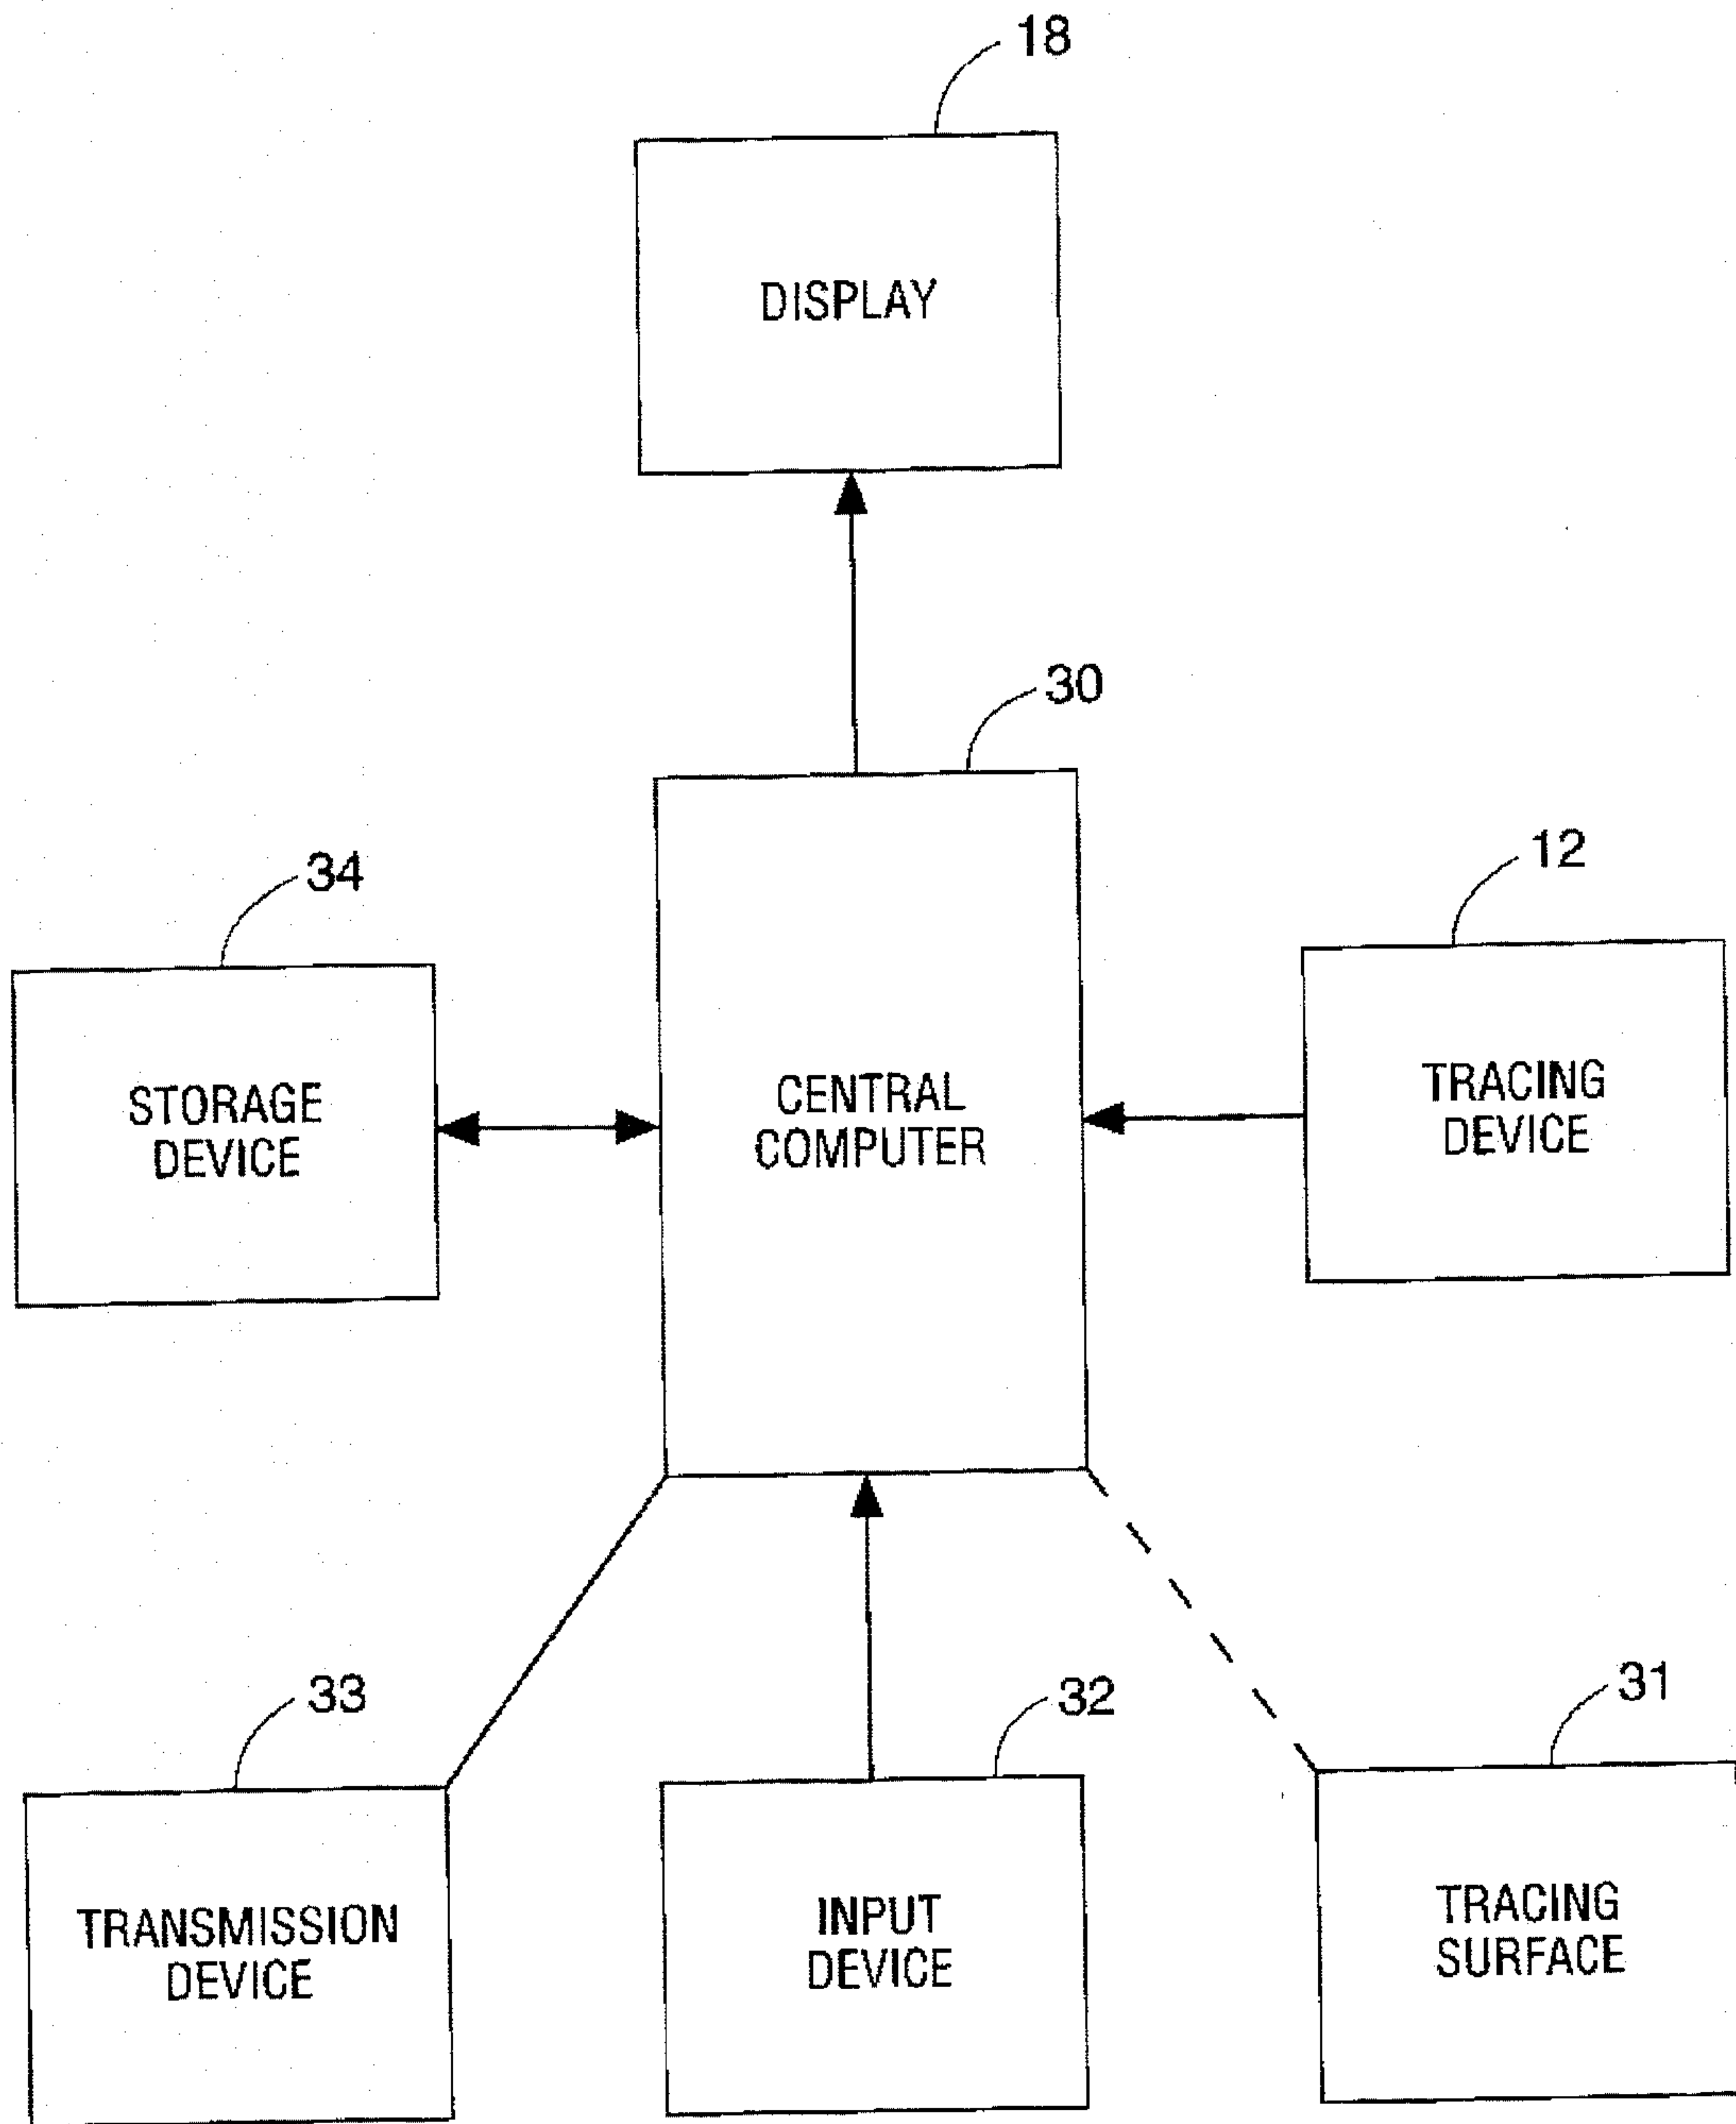 18
DISPLAY
30
34
12
STORAGE
DEVICE
CENTRAL
COMPUTER
TRACING
DEVICE
33
32
31
TRANSMISSION
DEVICE
INPUT
DEVICE
TRACING
SURFACE